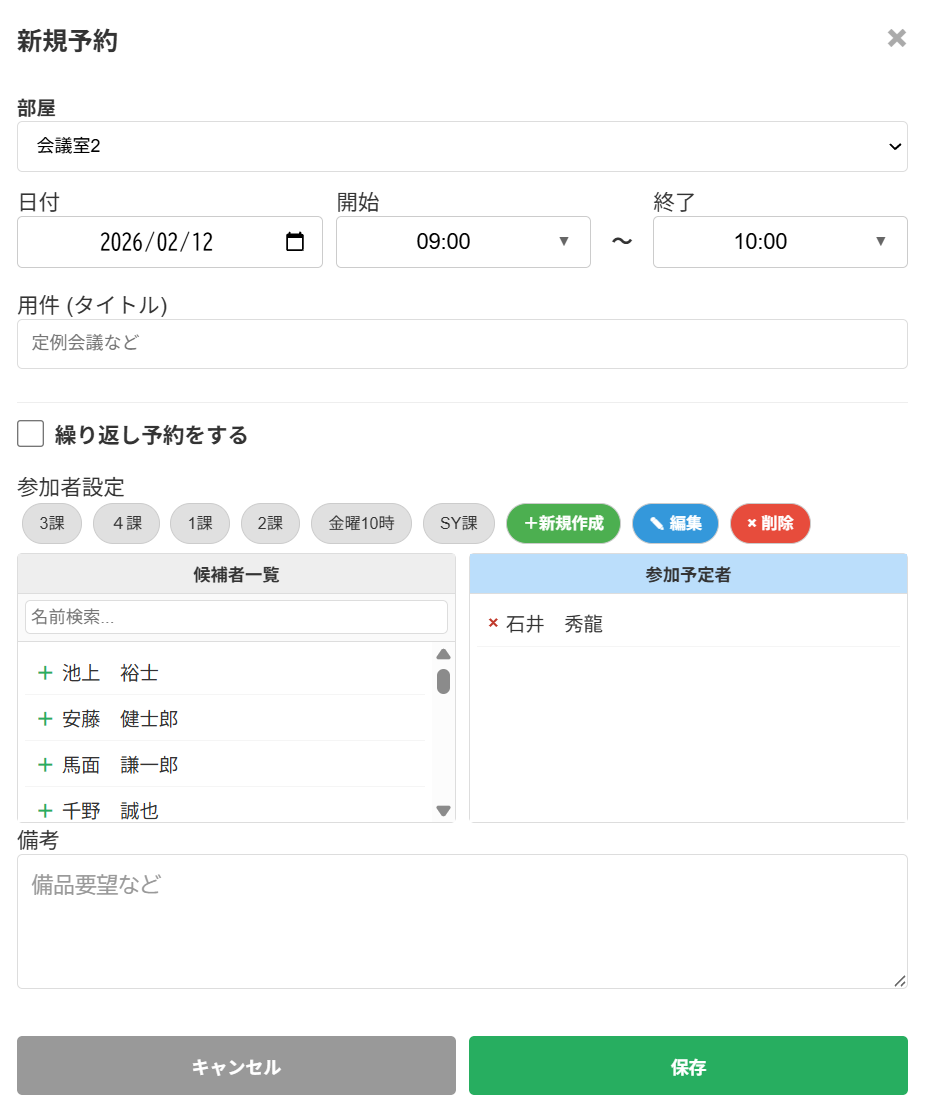 新規予約 ×
部屋
会議室2
日付 開始 終了
2026/02/12 09:00 ▼ ～ 10:00 ▼
用件 (タイトル)
定例会議など
繰り返し予約をする
参加者設定
3課 ４課 1課 2課 金曜10時 SY課 ＋新規作成 ✎ 編集 × 削除
候補者一覧 参加予定者
名前検索...
× 石井　秀龍
＋ 池上　裕士
＋ 安藤　健士郎
＋ 馬面　謙一郎
＋ 千野　誠也
備考
備品要望など
キャンセル 保存